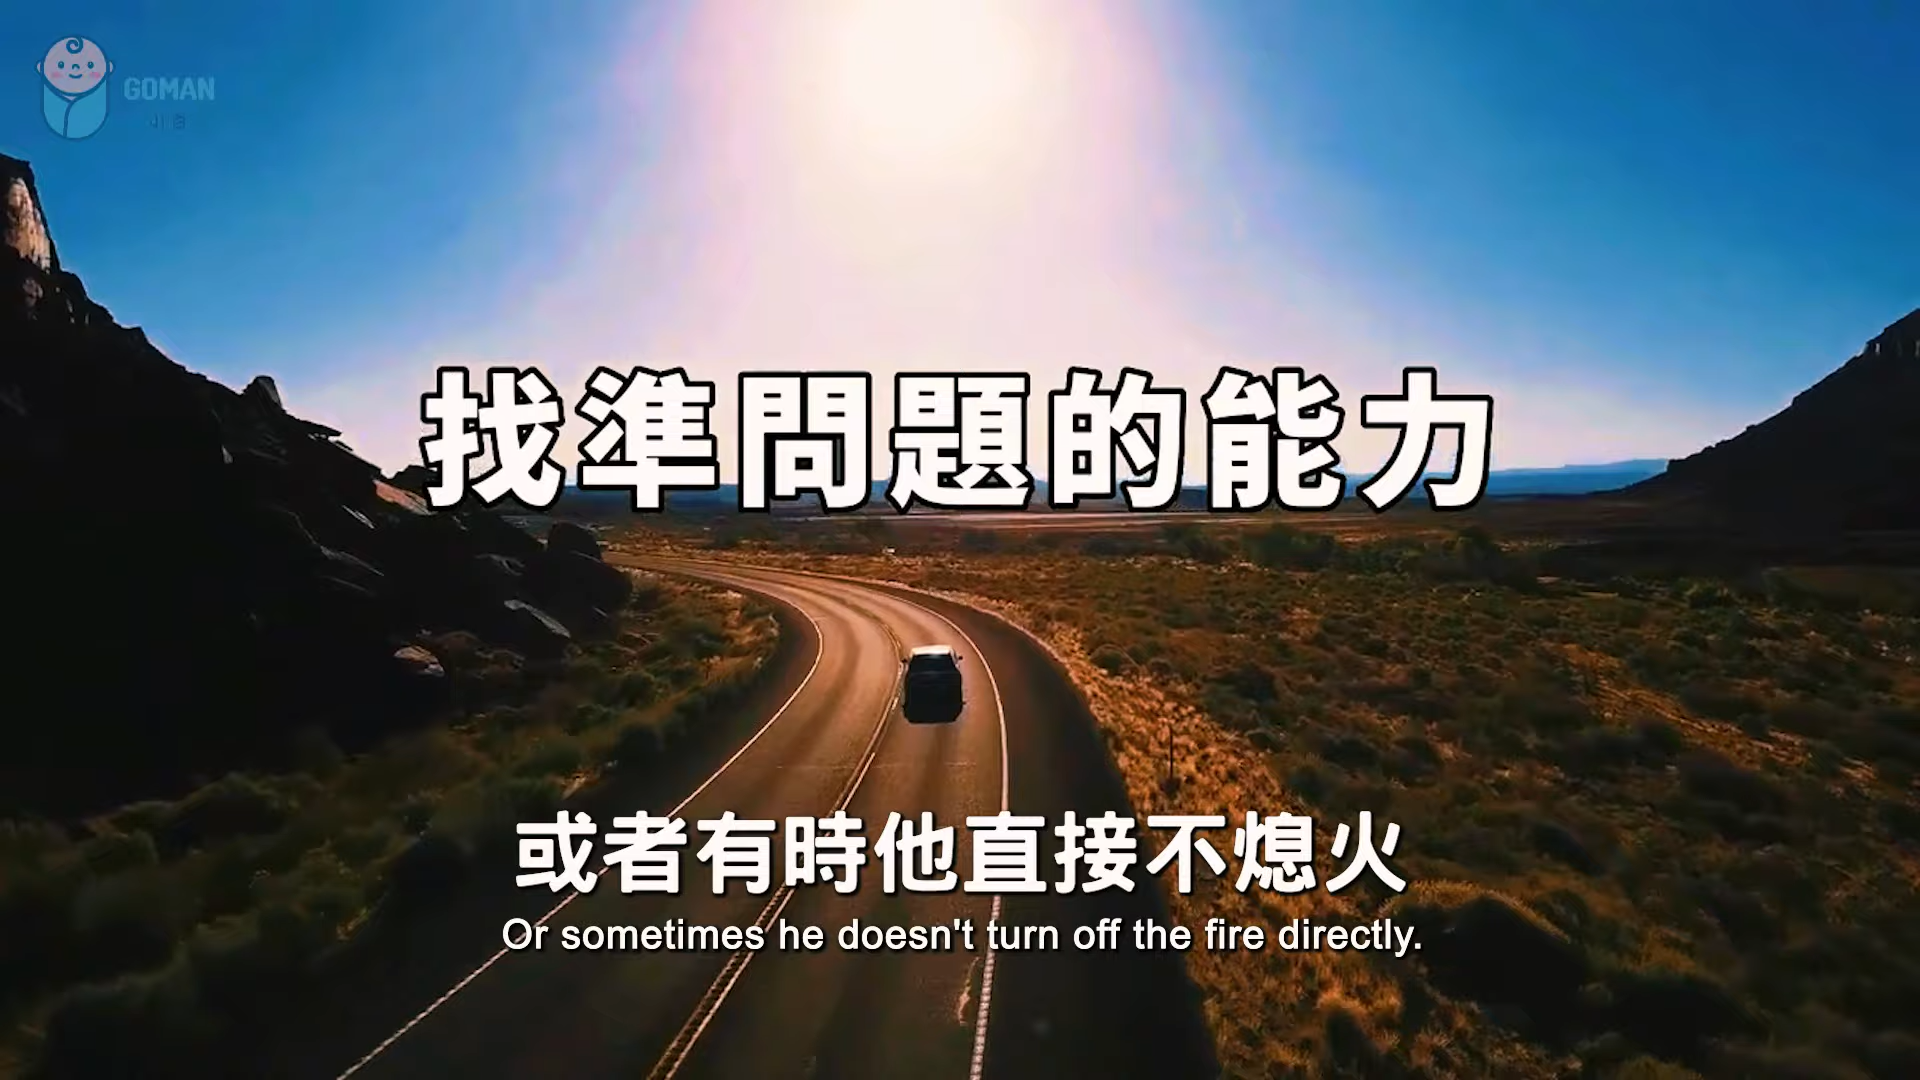 GOMAN
找準問題的能力
或者有時他直接不熄火
Or sometimes he doesn't turn off the fire directly.